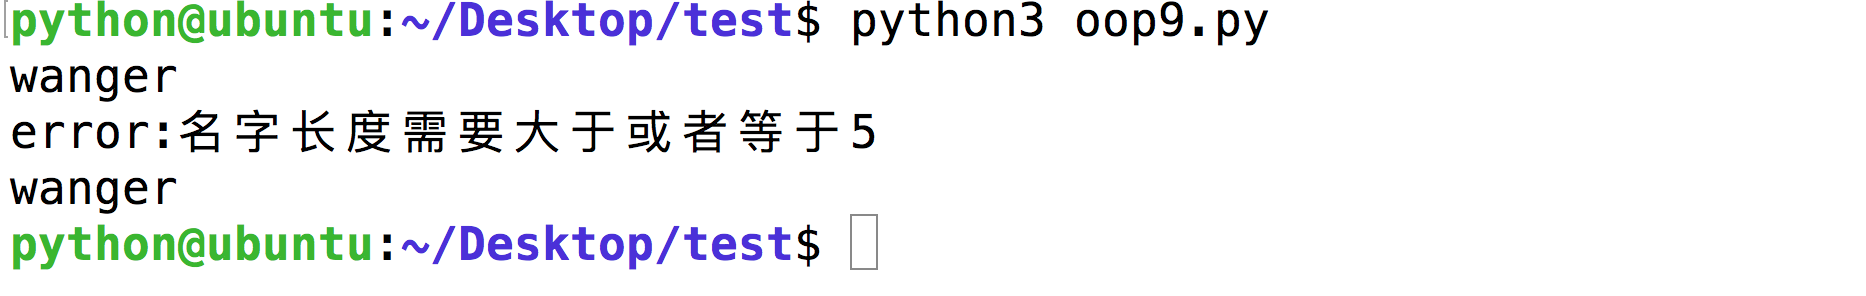 python@ubuntu:~/Desktop/test$ python3 oop9.py
wanger
error:名字长度需要大于或者等于5
wanger
python@ubuntu:~/Desktop/test$